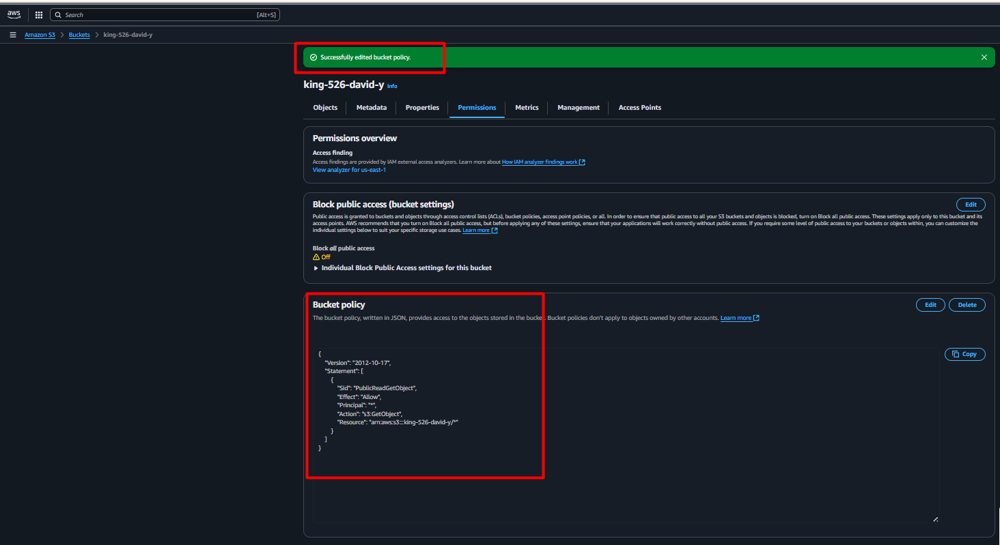 aws
Search [Alt+S]
Amazon S3 > Buckets > king-526-david-y
Successfully edited bucket policy.
king-526-david-y Info
Objects
Metadata
Properties
Permissions
Metrics
Management
Access Points
Permissions overview
Access finding
Access findings are provided by IAM external access analyzers. Learn more about How IAM analyzer findings work
View analyzer for us-east-1
Block public access (bucket settings)
Edit
Public access is granted to buckets and objects through access control lists (ACLs), bucket policies, access point policies, or all. In order to ensure that public access to all your S3 buckets and objects is blocked, turn on Block all public access. These settings apply only to this bucket and its
access points. AWS recommends that you turn on Block all public access, but before applying any of these settings, ensure that your applications will work correctly without public access. If you require some level of public access to your buckets or objects within, you can customize the
individual settings below to suit your specific storage use cases. Learn more
Block all public access
Off
Individual Block Public Access settings for this bucket
Bucket policy
Edit
Delete
The bucket policy, written in JSON, provides access to the objects stored in the bucket. Bucket policies don't apply to objects owned by other accounts. Learn more
Copy
{
"Version": "2012-10-17",
"Statement": [
{
"Sid": "PublicReadGetObject",
"Effect": "Allow",
"Principal": "*",
"Action": "s3:GetObject",
"Resource": "arn:aws:s3:::king-526-david-y/*"
}
]
}